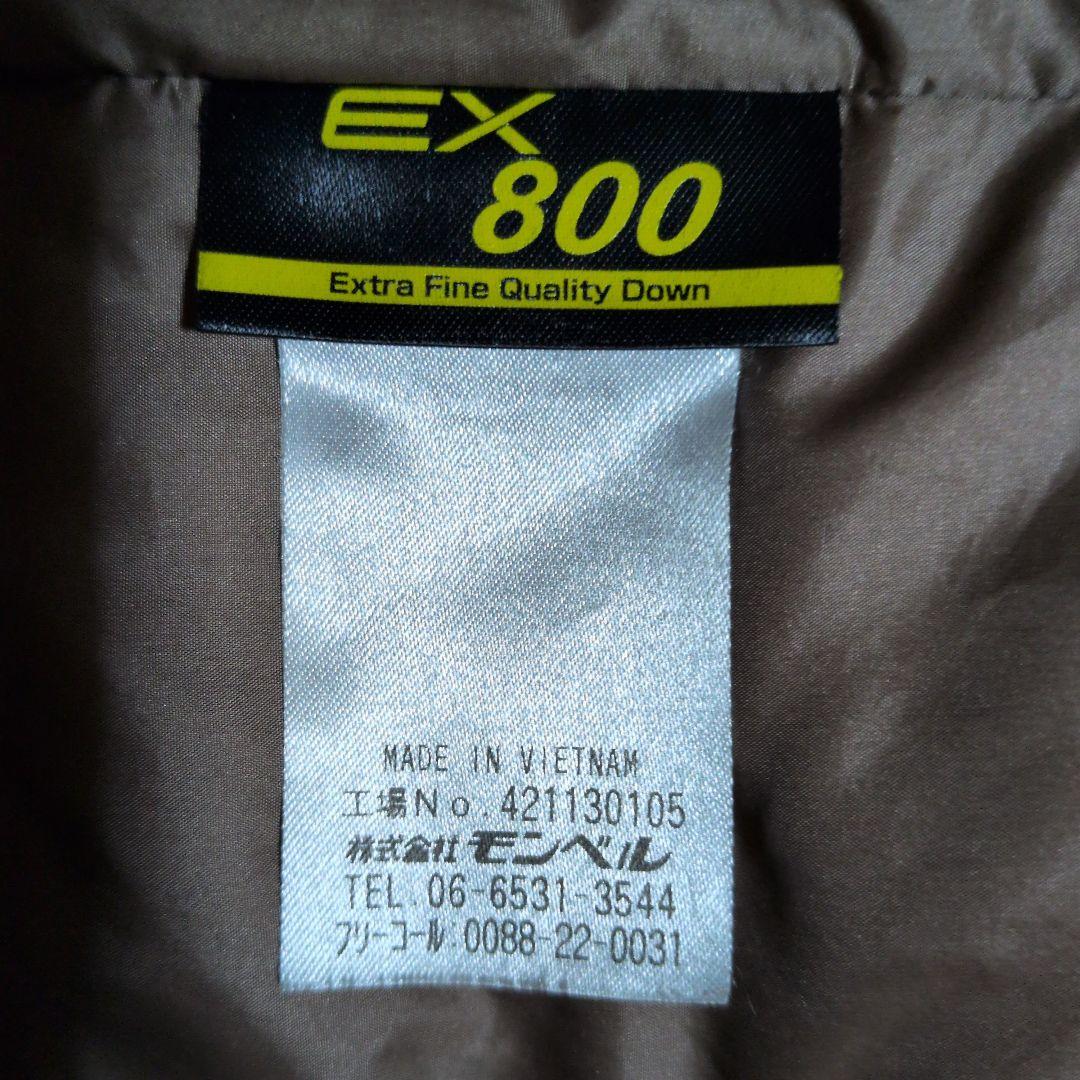 EX
800
Extra Fine Quality Down
MADE IN VIETNAM
工場No.421130105
株式会社モンベル
TEL.06-6531-3544
フリーコール:0088-22-0031